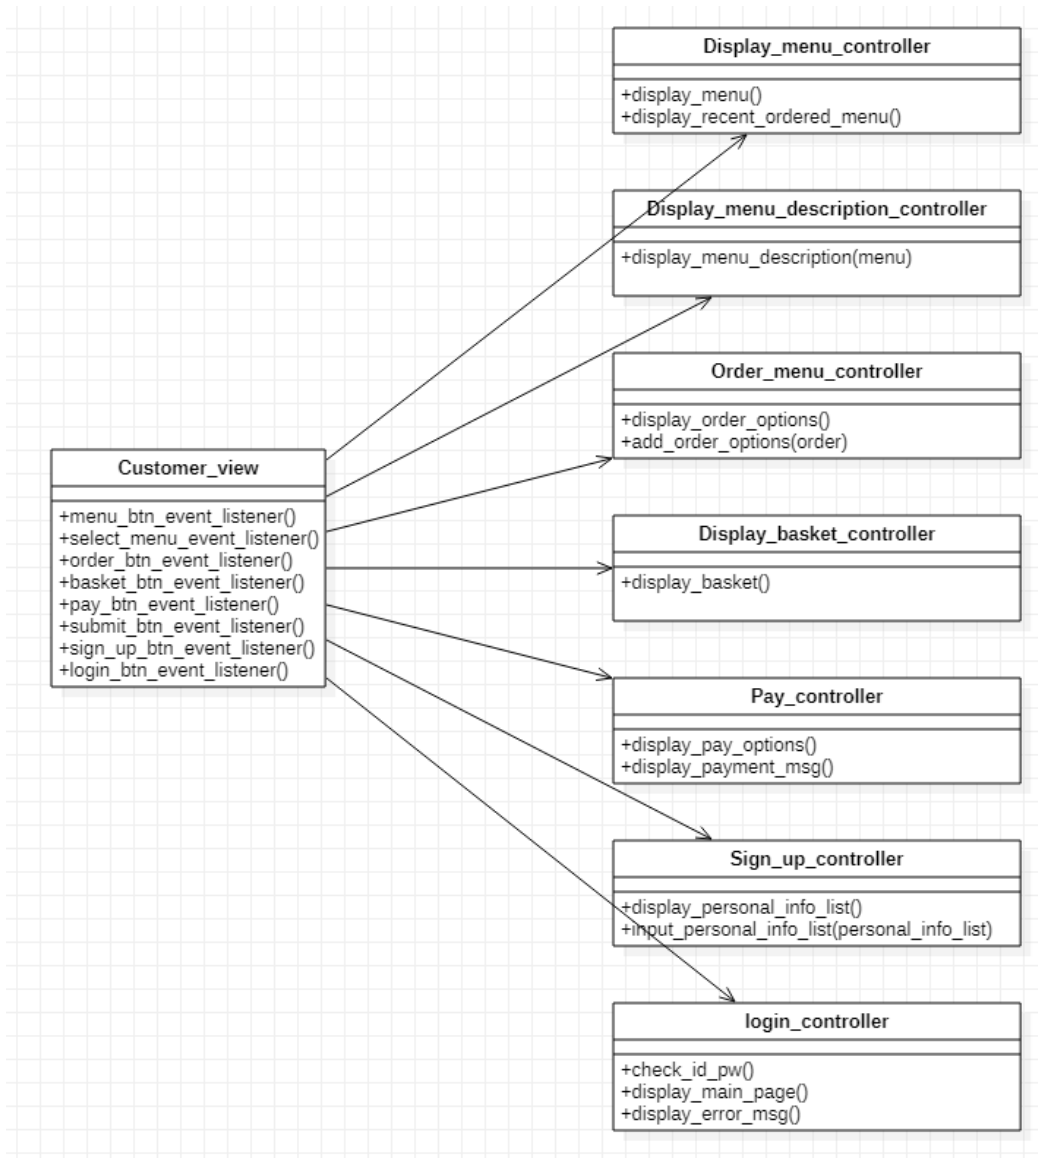 Display_menu_controller
+display_menu()
+display_recent_ordered_menu()
Display_menu_description_controller
+display_menu_description(menu)
Order_menu_controller
+display_order_options()
+add_order_options(order)
Customer_view
+menu_btn_event_listener()
+select_menu_event_listener()
+order_btn_event_listener()
+basket_btn_event_listener()
+pay_btn_event_listener()
+submit_btn_event_listener()
+sign_up_btn_event_listener()
+login_btn_event_listener()
Display_basket_controller
+display_basket()
Pay_controller
+display_pay_options()
+display_payment_msg()
Sign_up_controller
+display_personal_info_list()
+input_personal_info_list(personal_info_list)
login_controller
+check_id_pw()
+display_main_page()
+display_error_msg()